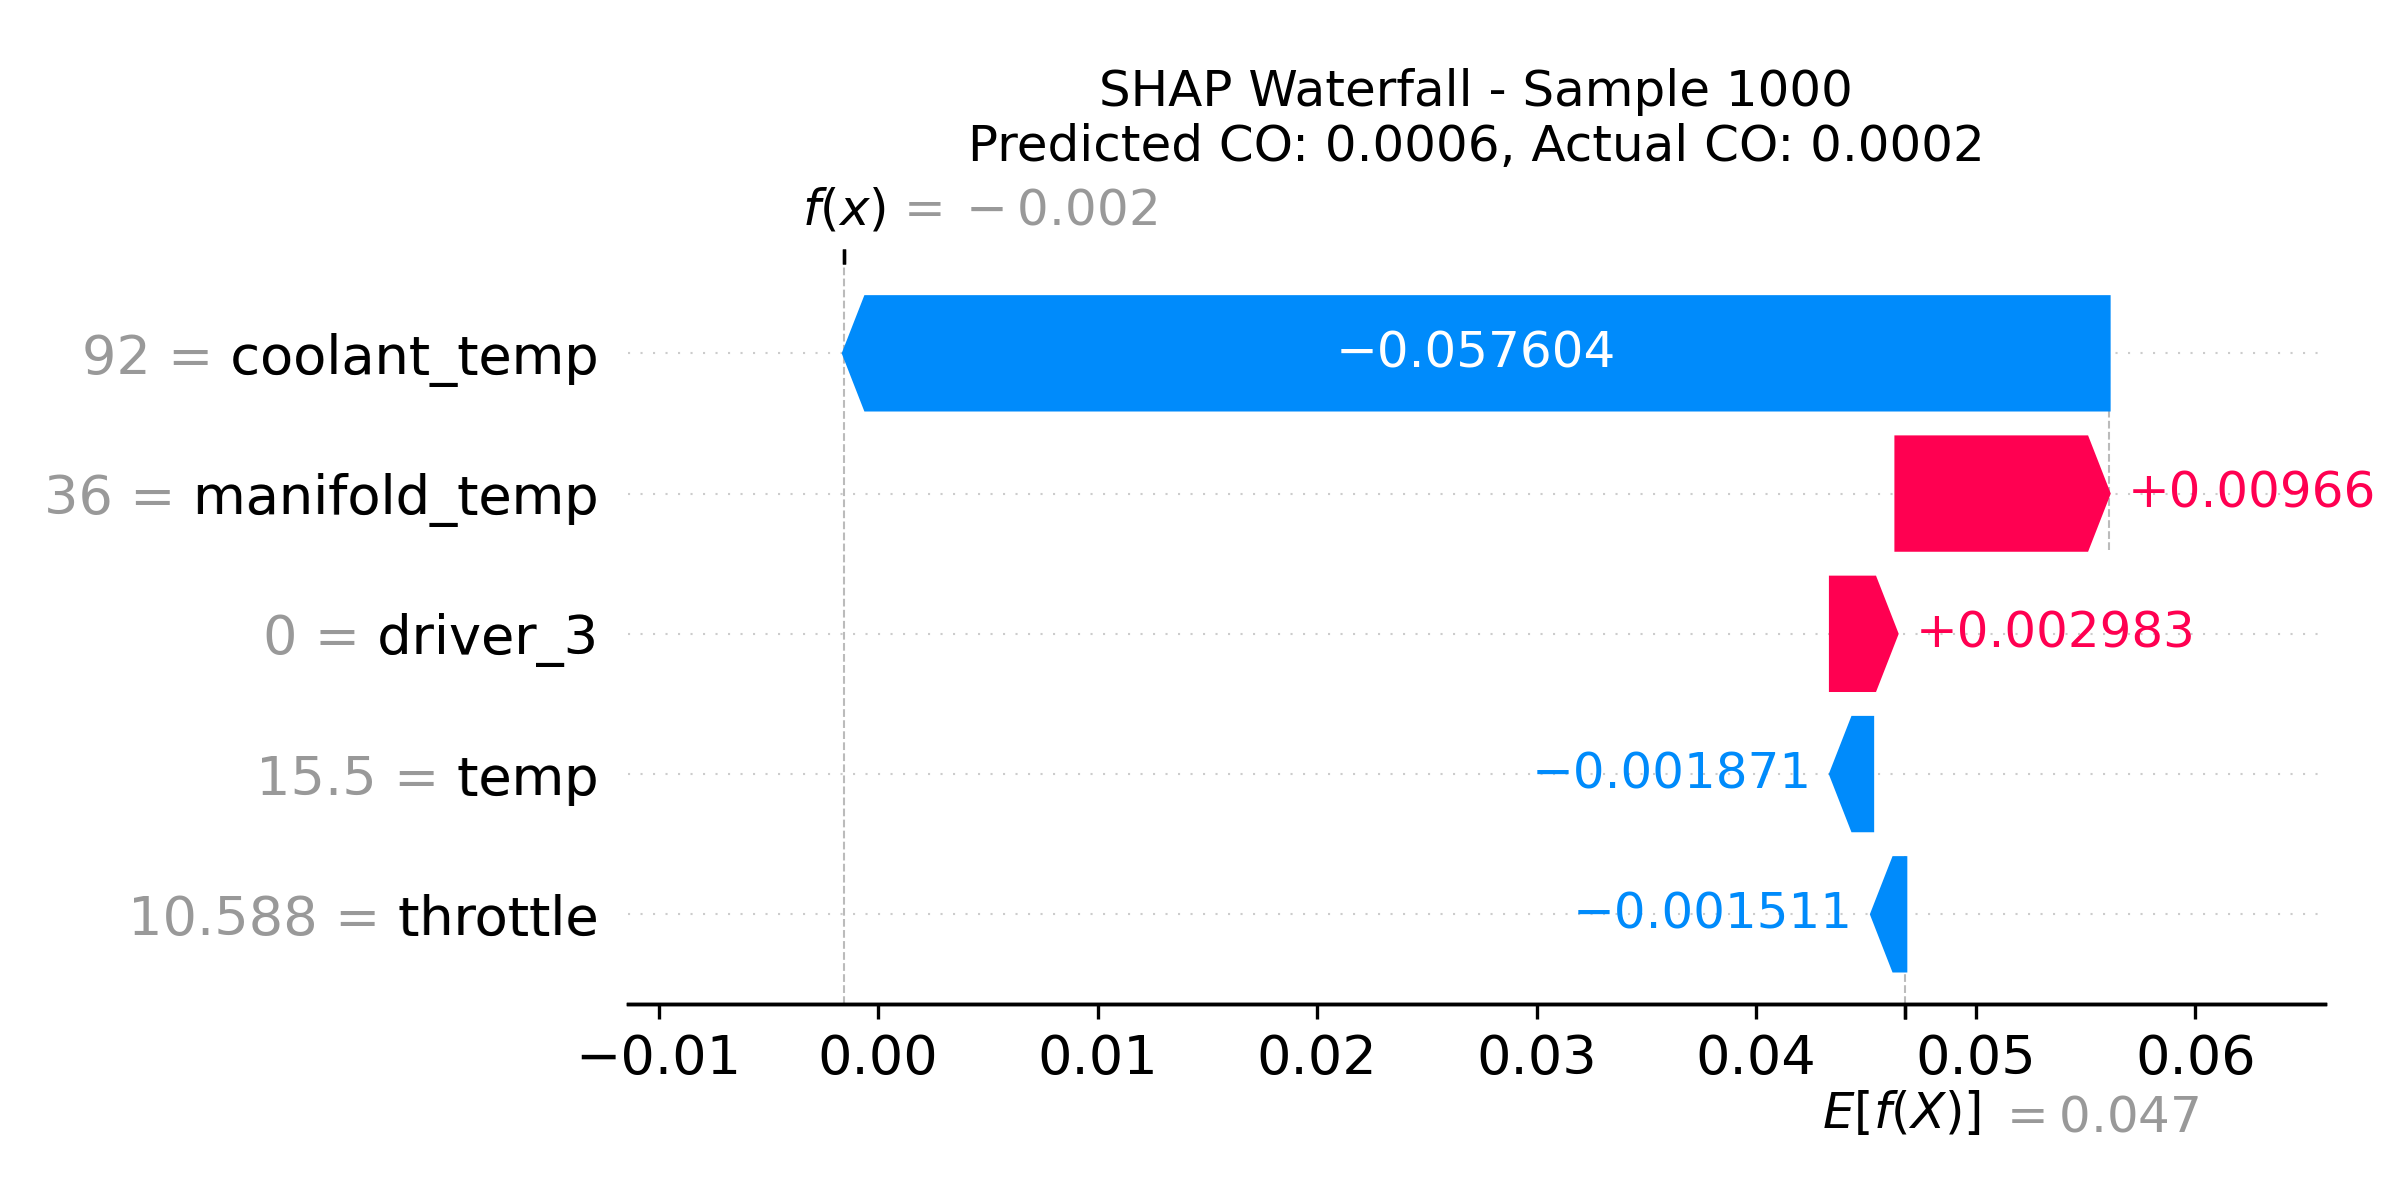 SHAP Waterfall - Sample 1000
Predicted CO: 0.0006, Actual CO: 0.0002
f(x) = −0.002
92 = coolant_temp −0.057604
36 = manifold_temp +0.00966
0 = driver_3 +0.002983
15.5 = temp −0.001871
10.588 = throttle −0.001511
−0.01 0.00 0.01 0.02 0.03 0.04 0.05 0.06
E[f(X)] = 0.047